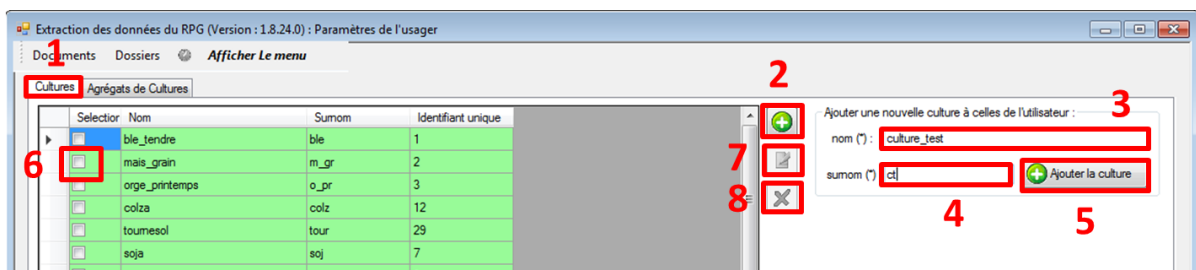 Extraction des données du RPG (Version : 1.8.24.0) : Paramètres de l'usager
1
Documents Dossiers Afficher Le menu
2
Cultures Agrégats de Cultures
3
Ajouter une nouvelle culture à celles de l'utilisateur :
Selection Nom Surnom Identifiant unique
ble_tendre ble 1
nom (*) : culture_test
6
mais_grain m_gr 2
7
orge_printemps o_pr 3
surnom (*) ct Ajouter la culture
8
colza colz 12
4
5
tournesol tour 29
soja soj 7